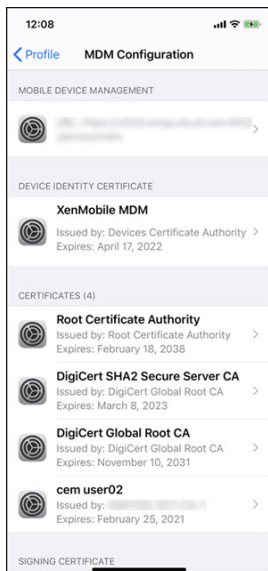 12:08
Profile
MDM Configuration
MOBILE DEVICE MANAGEMENT
DEVICE IDENTITY CERTIFICATE
XenMobile MDM
Issued by: Devices Certificate Authority
Expires: April 17, 2022
CERTIFICATES (4)
Root Certificate Authority
Issued by: Root Certificate Authority
Expires: February 18, 2038
DigiCert SHA2 Secure Server CA
Issued by: DigiCert Global Root CA
Expires: March 8, 2023
DigiCert Global Root CA
Issued by: DigiCert Global Root CA
Expires: November 10, 2031
cem user02
Issued by:
Expires: February 25, 2021
SIGNING CERTIFICATE